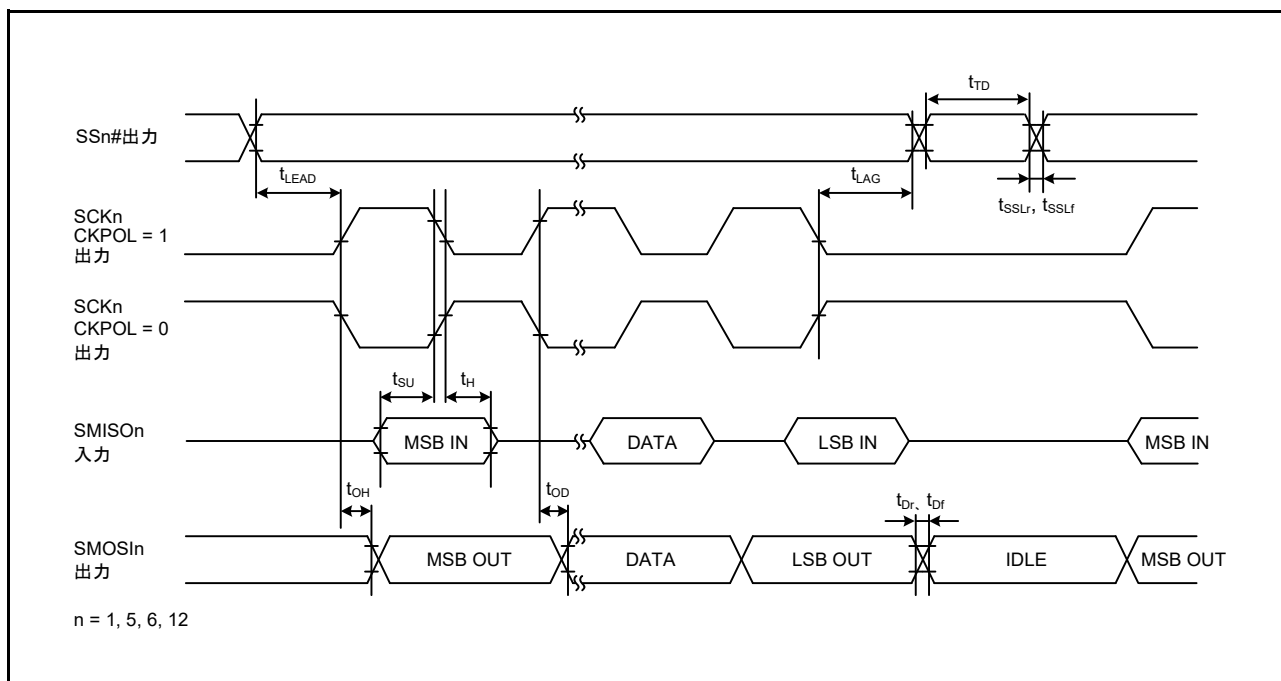 tTD
SSn#出力
tLEAD
tLAG
tSSLr, tSSLf
SCKn
CKPOL = 1
出力
SCKn
CKPOL = 0
出力
tSU
tH
SMISOn
入力
MSB IN
DATA
LSB IN
MSB IN
tOH
tOD
tDr、tDf
SMOSIn
出力
MSB OUT
DATA
LSB OUT
IDLE
MSB OUT
n = 1, 5, 6, 12